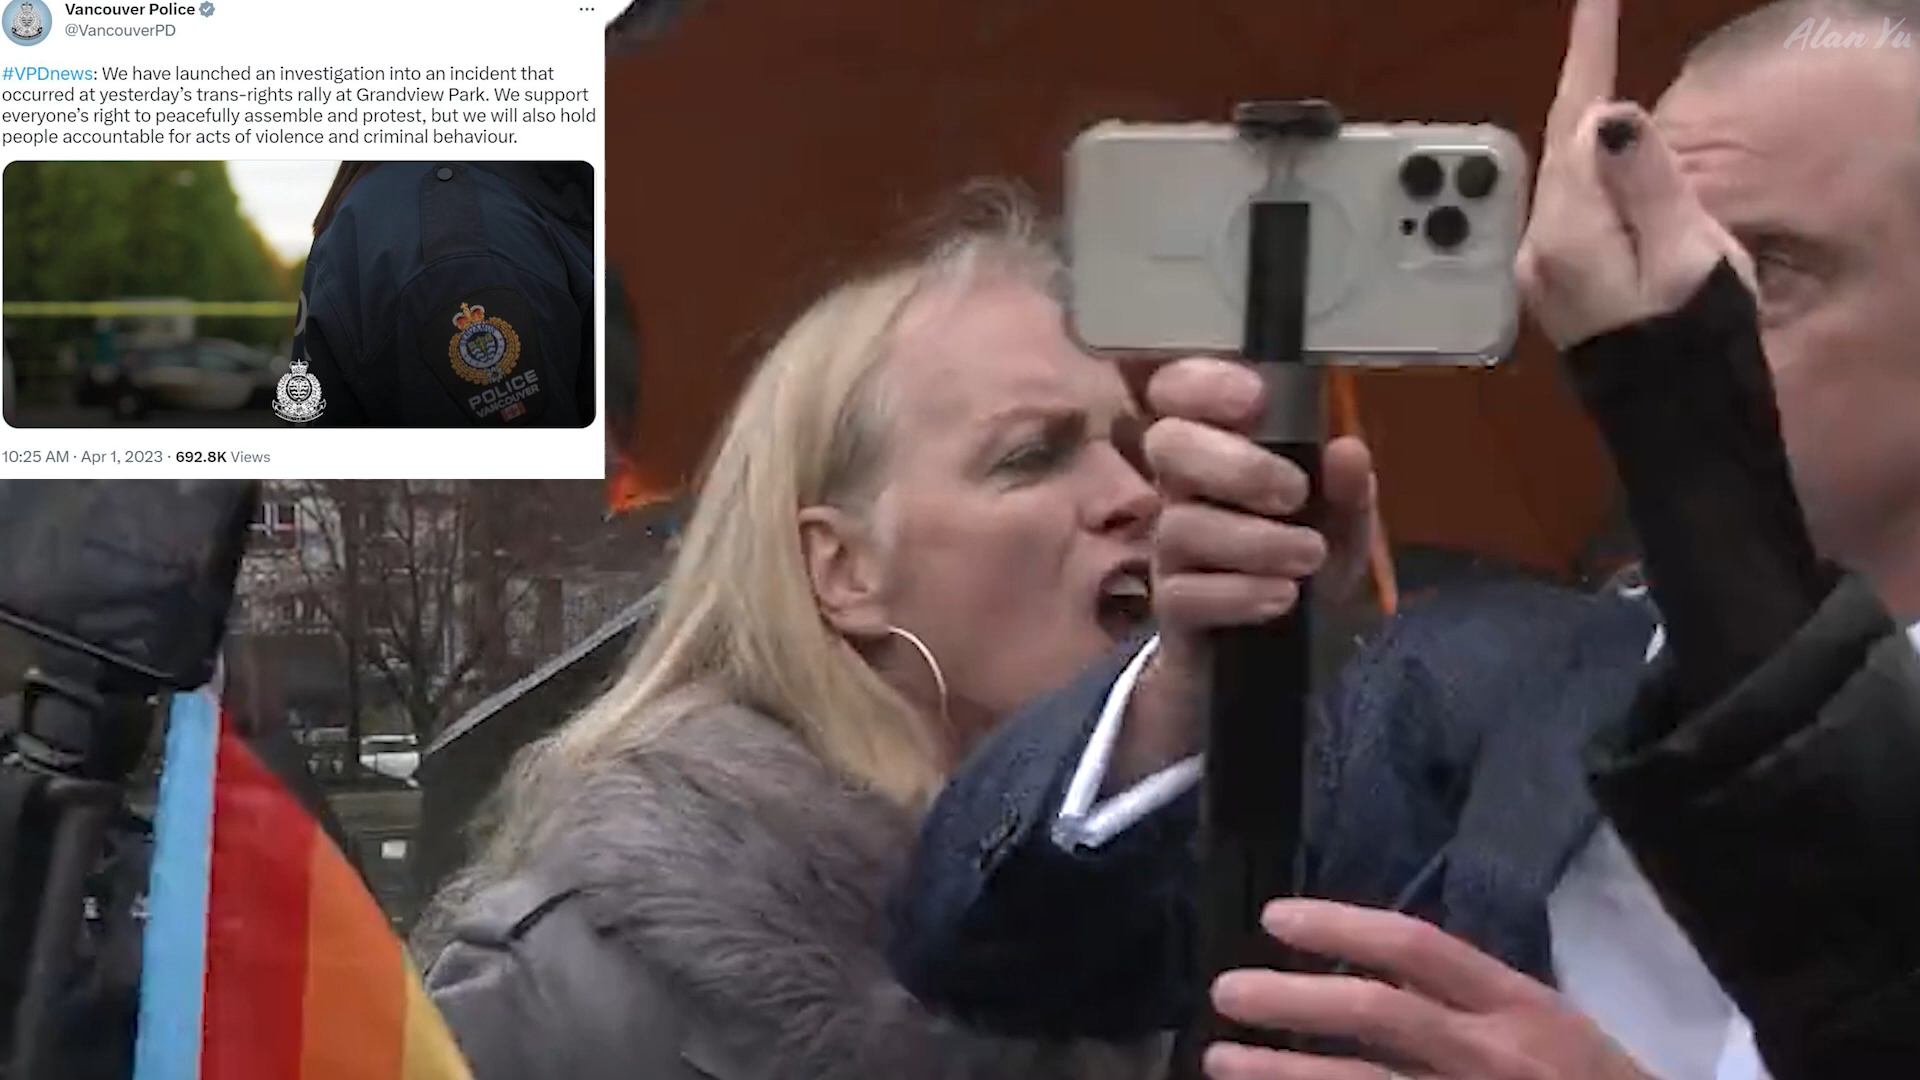 Vancouver Police
@VancouverPD
#VPDnews: We have launched an investigation into an incident that
occurred at yesterday's trans-rights rally at Grandview Park. We support
everyone's right to peacefully assemble and protest, but we will also hold
people accountable for acts of violence and criminal behaviour.
POLICE
VANCOUVER
10:25 AM · Apr 1, 2023 · 692.8K Views
Alan Yu